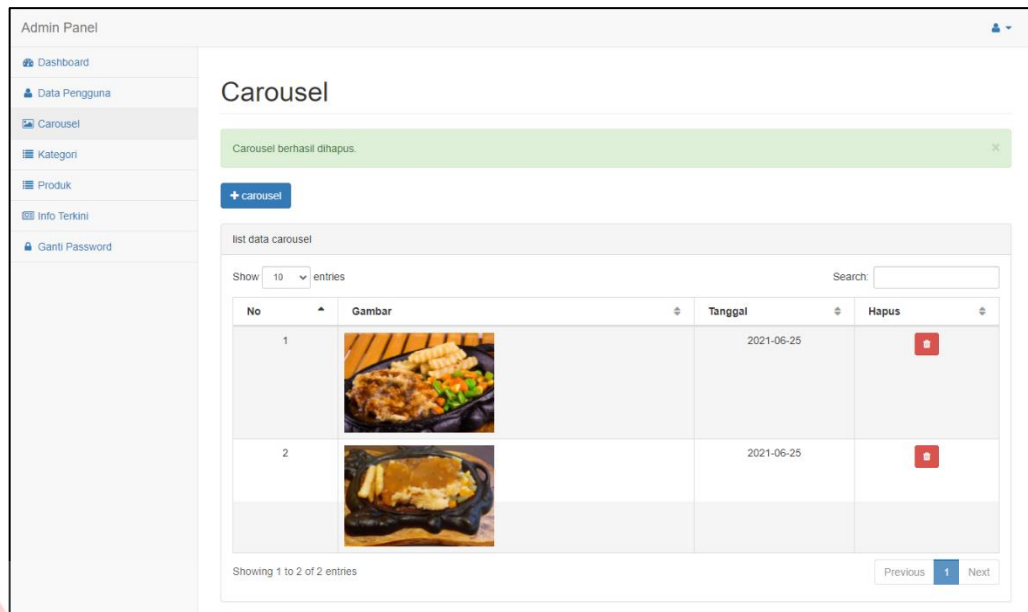 Admin Panel
Dashboard
Data Pengguna
Carousel
Kategori
Produk
Info Terkini
Ganti Password
Carousel
Carousel berhasil dihapus.
×
+ carousel
list data carousel
Show 10 entries
Search:
No Gambar Tanggal Hapus
1 2021-06-25
2 2021-06-25
Showing 1 to 2 of 2 entries
Previous 1 Next